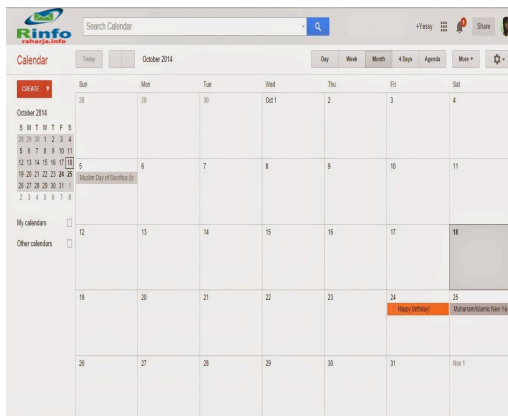 Rinfo
raharja.info
Search Calendar
+Yessy
Share
Calendar
Today
October 2014
Day Week Month 4 Days Agenda
More
CREATE
October 2014
S M T W T F S
28 29 30 1 2 3 4
5 6 7 8 9 10 11
12 13 14 15 16 17 18
19 20 21 22 23 24 25
26 27 28 29 30 31 1
2 3 4 5 6 7 8
My calendars
Other calendars
Sun Mon Tue Wed Thu Fri Sat
28 29 30 Oct 1 2 3 4
5 6 7 8 9 10 11
Muslim Day of Sacrifice
12 13 14 15 16 17 18
19 20 21 22 23 24 25
Happy birthday!
Muharram/Islamic New Ye
26 27 28 29 30 31 Nov 1